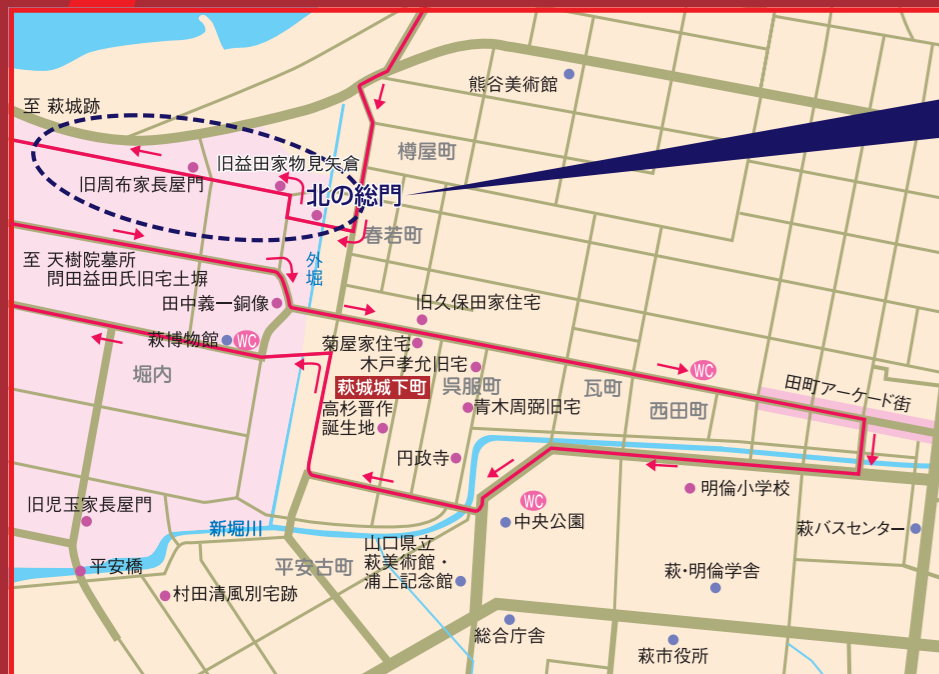 熊谷美術館
至 萩城跡
樽屋町
旧益田家物見矢倉
旧周布家長屋門
北の総門
春若町
至 天樹院墓所
問田益田氏旧宅土塀
外堀
田中義一銅像
旧久保田家住宅
萩博物館
WC
菊屋家住宅
木戸孝允旧宅
WC
堀内
萩城城下町
呉服町
瓦町
田町アーケード街
西田町
高杉晋作
誕生地
青木周弼旧宅
円政寺
明倫小学校
WC
旧児玉家長屋門
中央公園
萩バスセンター
新堀川
山口県立
萩美術館・
浦上記念館
平安橋
平安古町
萩・明倫学舎
村田清風別宅跡
総合庁舎
萩市役所